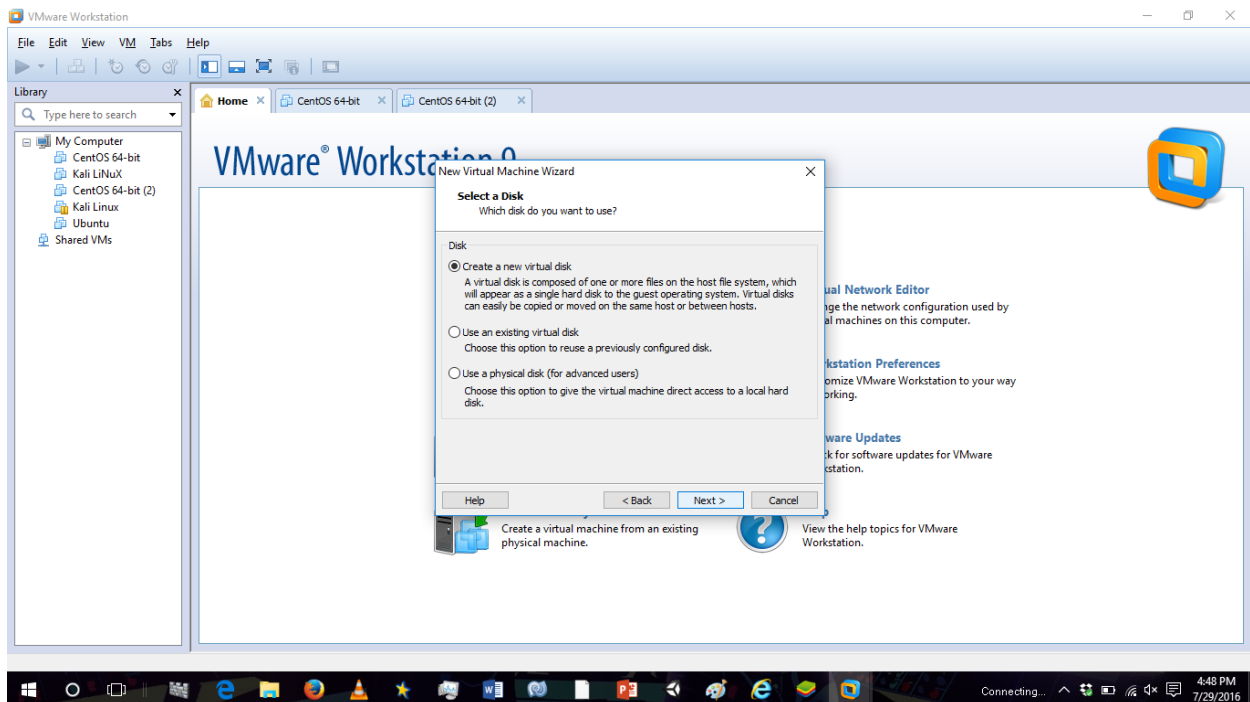 VMware Workstation
File Edit View VM Tabs Help
Library
Type here to search
My Computer
CentOS 64-bit
Kali LiNuX
CentOS 64-bit (2)
Kali Linux
Ubuntu
Shared VMs
Home
CentOS 64-bit
CentOS 64-bit (2)
VMware® Workstation 9
New Virtual Machine Wizard
Select a Disk
Which disk do you want to use?
Disk
Create a new virtual disk
A virtual disk is composed of one or more files on the host file system, which
will appear as a single hard disk to the guest operating system. Virtual disks
can easily be copied or moved on the same host or between hosts.
Use an existing virtual disk
Choose this option to reuse a previously configured disk.
Use a physical disk (for advanced users)
Choose this option to give the virtual machine direct access to a local hard
disk.
Help
< Back
Next >
Cancel
ual Network Editor
nge the network configuration used by
al machines on this computer.
kstation Preferences
omize VMware Workstation to your way
orking.
ware Updates
ck for software updates for VMware
kstation.
Create a virtual machine from an existing
physical machine.
View the help topics for VMware
Workstation.
Connecting...
4:48 PM
7/29/2016